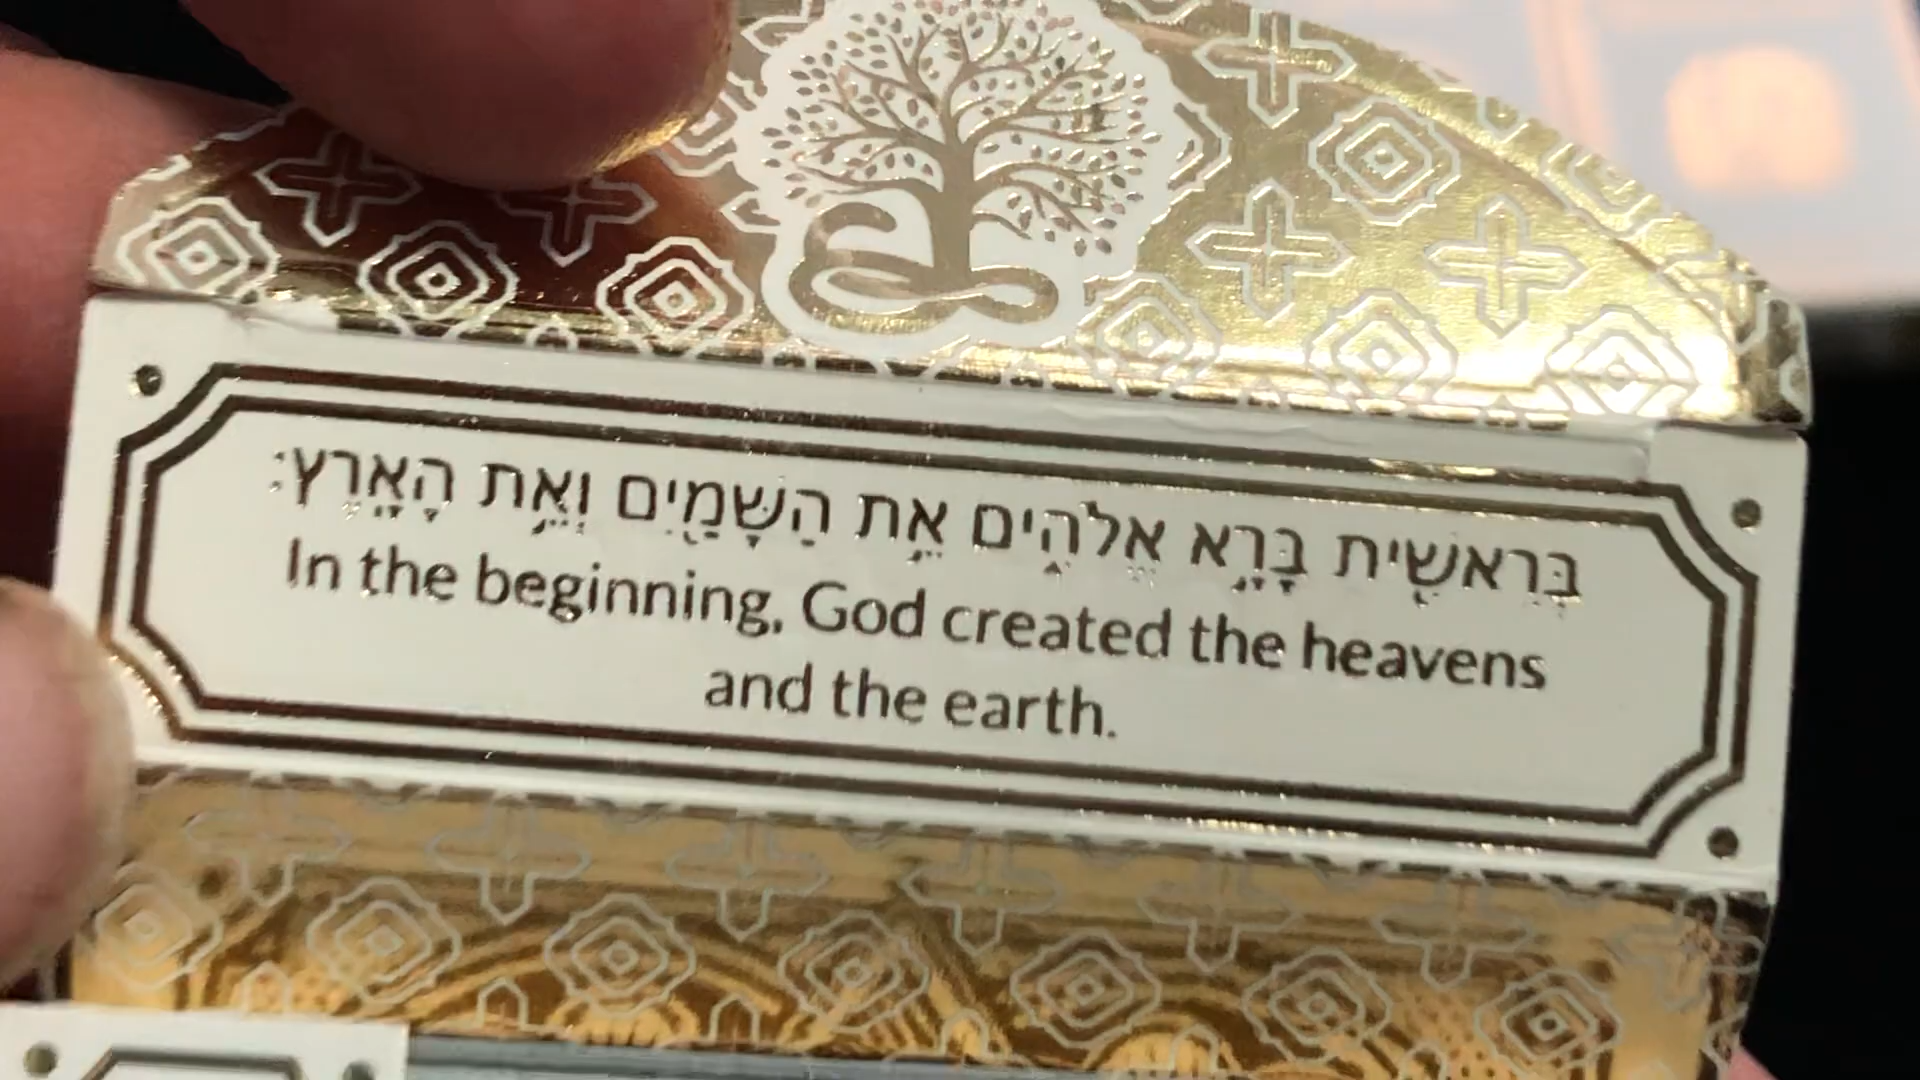 בְּרֵאשִׁ֖ית בָּרָ֣א אֱלֹהִ֑ים אֵ֥ת הַשָּׁמַ֖יִם וְאֵ֥ת הָאָֽרֶץ׃
In the beginning, God created the heavens
and the earth.